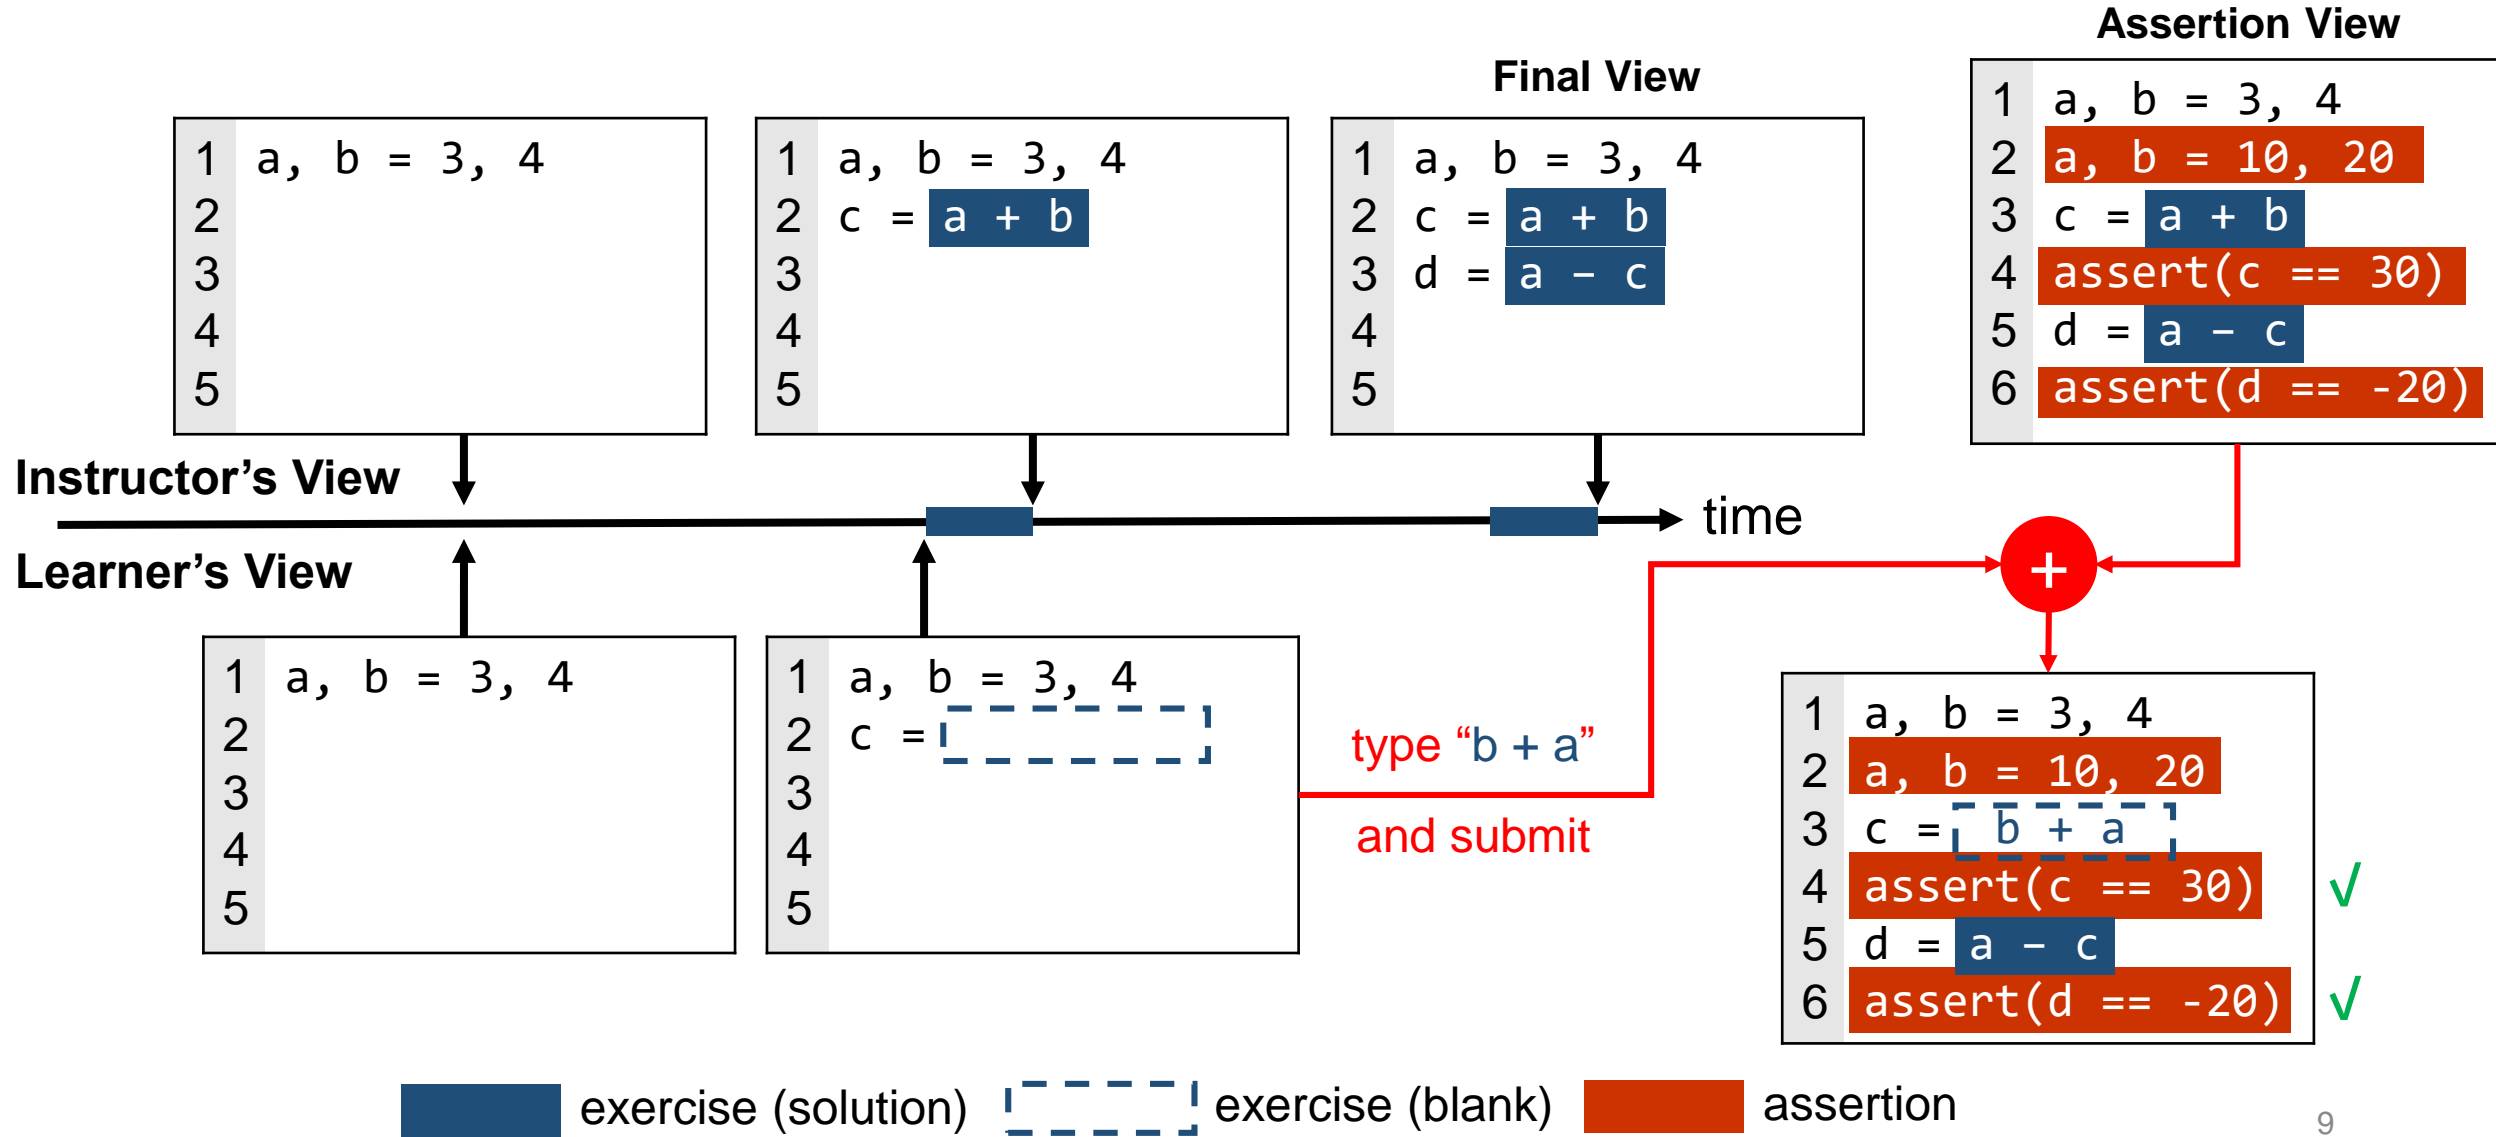 Assertion View
Final View
1 a, b = 3, 4
2
3
4
5
1 a, b = 3, 4
2 c = a + b
3
4
5
1 a, b = 3, 4
2 c = a + b
3 d = a − c
4
5
1 a, b = 3, 4
2 a, b = 10, 20
3 c = a + b
4 assert(c == 30)
5 d = a − c
6 assert(d == -20)
Instructor’s View
time
Learner’s View
+
1 a, b = 3, 4
2
3
4
5
1 a, b = 3, 4
2 c =
3
4
5
type “b + a”
and submit
1 a, b = 3, 4
2 a, b = 10, 20
3 c = b + a
4 assert(c == 30) √
5 d = a − c
6 assert(d == -20) √
exercise (solution)
exercise (blank)
assertion
9